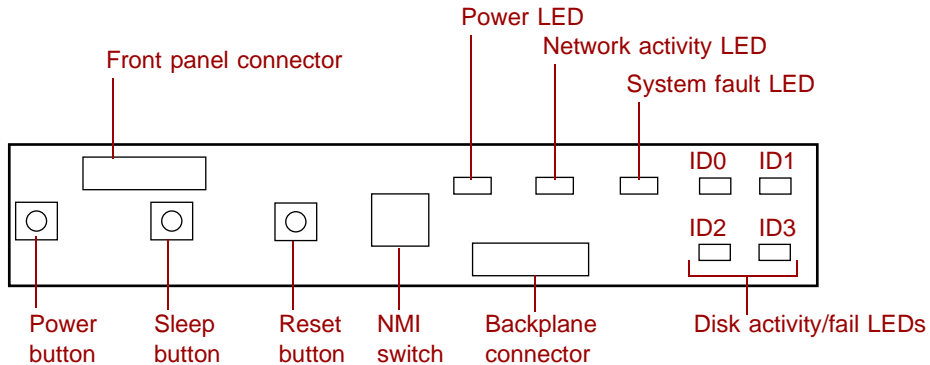 Power LED
Network activity LED
Front panel connector
System fault LED
ID0 ID1
ID2 ID3
Power
button
Sleep
button
Reset
button
NMI
switch
Backplane
connector
Disk activity/fail LEDs